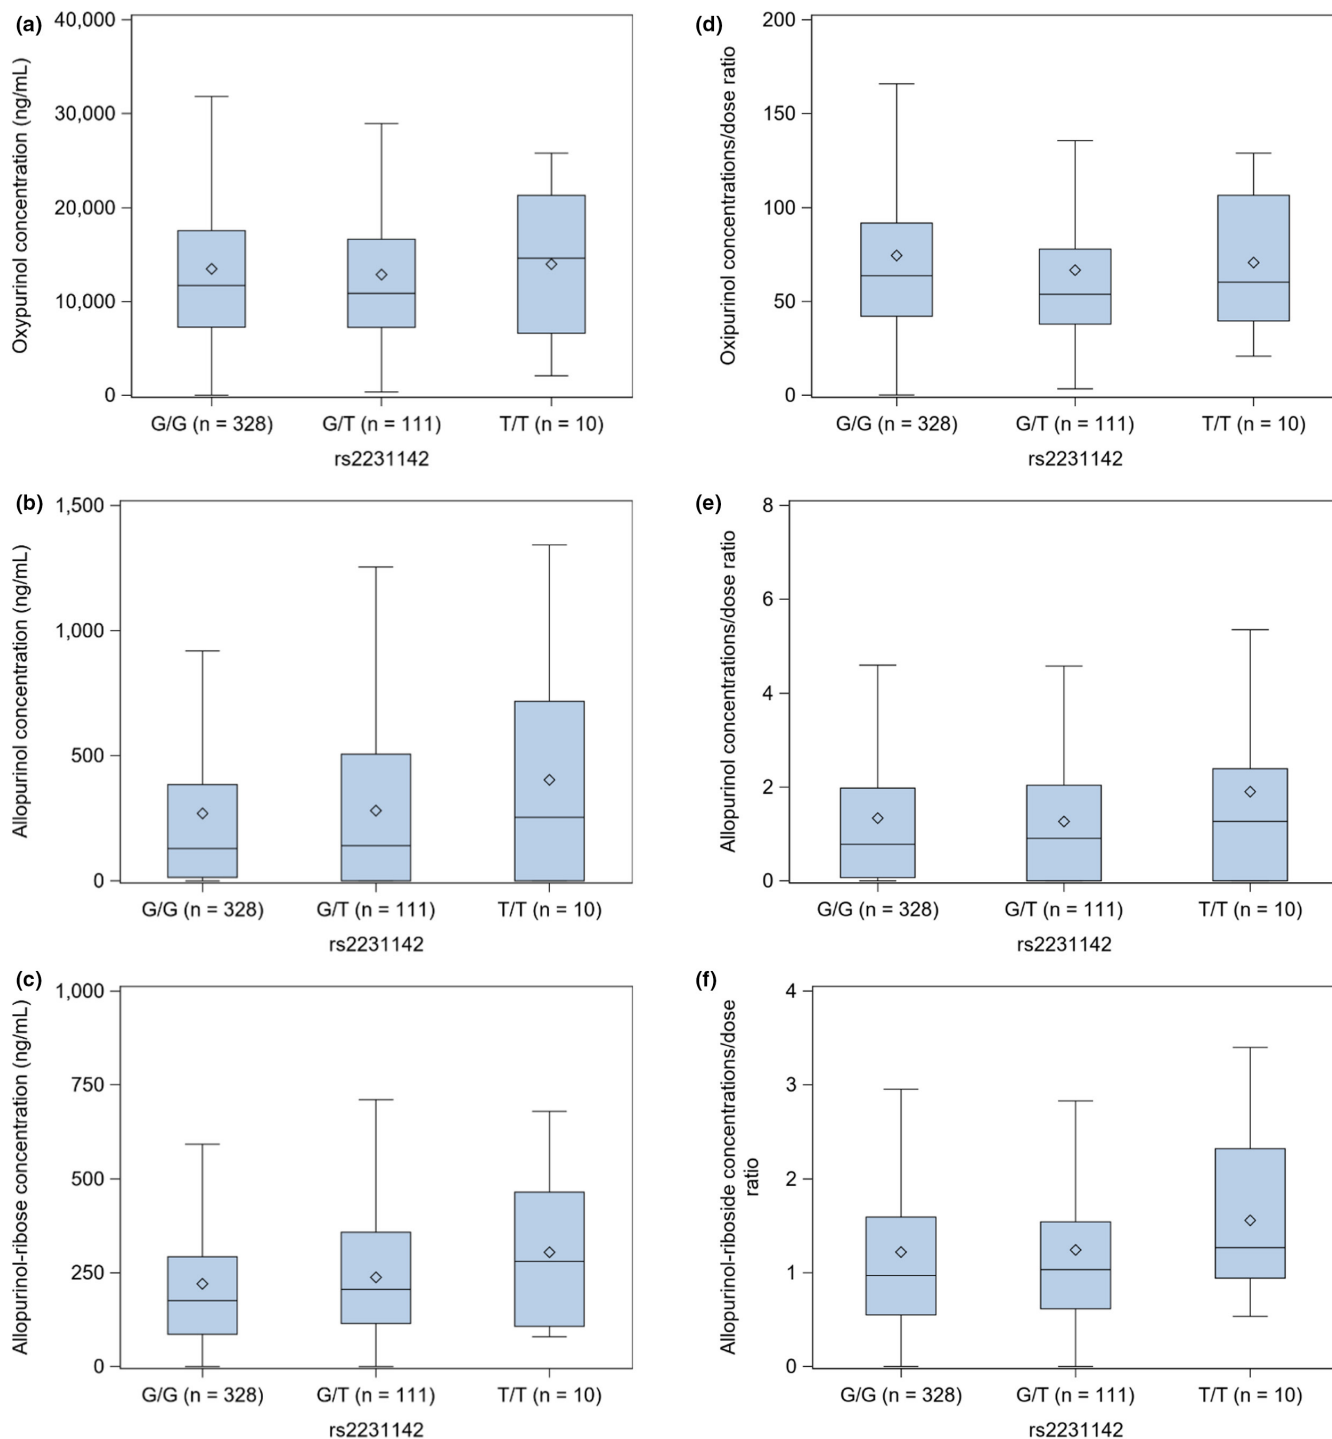 (a)
Oxypurinol concentration (ng/mL)
40,000
30,000
20,000
10,000
0
G/G (n = 328)
G/T (n = 111)
T/T (n = 10)
rs2231142
(d)
Oxipurinol concentrations/dose ratio
200
150
100
50
0
G/G (n = 328)
G/T (n = 111)
T/T (n = 10)
rs2231142
(b)
Allopurinol concentration (ng/mL)
1,500
1,000
500
0
G/G (n = 328)
G/T (n = 111)
T/T (n = 10)
rs2231142
(e)
Allopurinol concentrations/dose ratio
8
6
4
2
0
G/G (n = 328)
G/T (n = 111)
T/T (n = 10)
rs2231142
(c)
Allopurinol-ribose concentration (ng/mL)
1,000
750
500
250
0
G/G (n = 328)
G/T (n = 111)
T/T (n = 10)
rs2231142
(f)
Allopurinol-riboside concentrations/dose
ratio
4
3
2
1
0
G/G (n = 328)
G/T (n = 111)
T/T (n = 10)
rs2231142